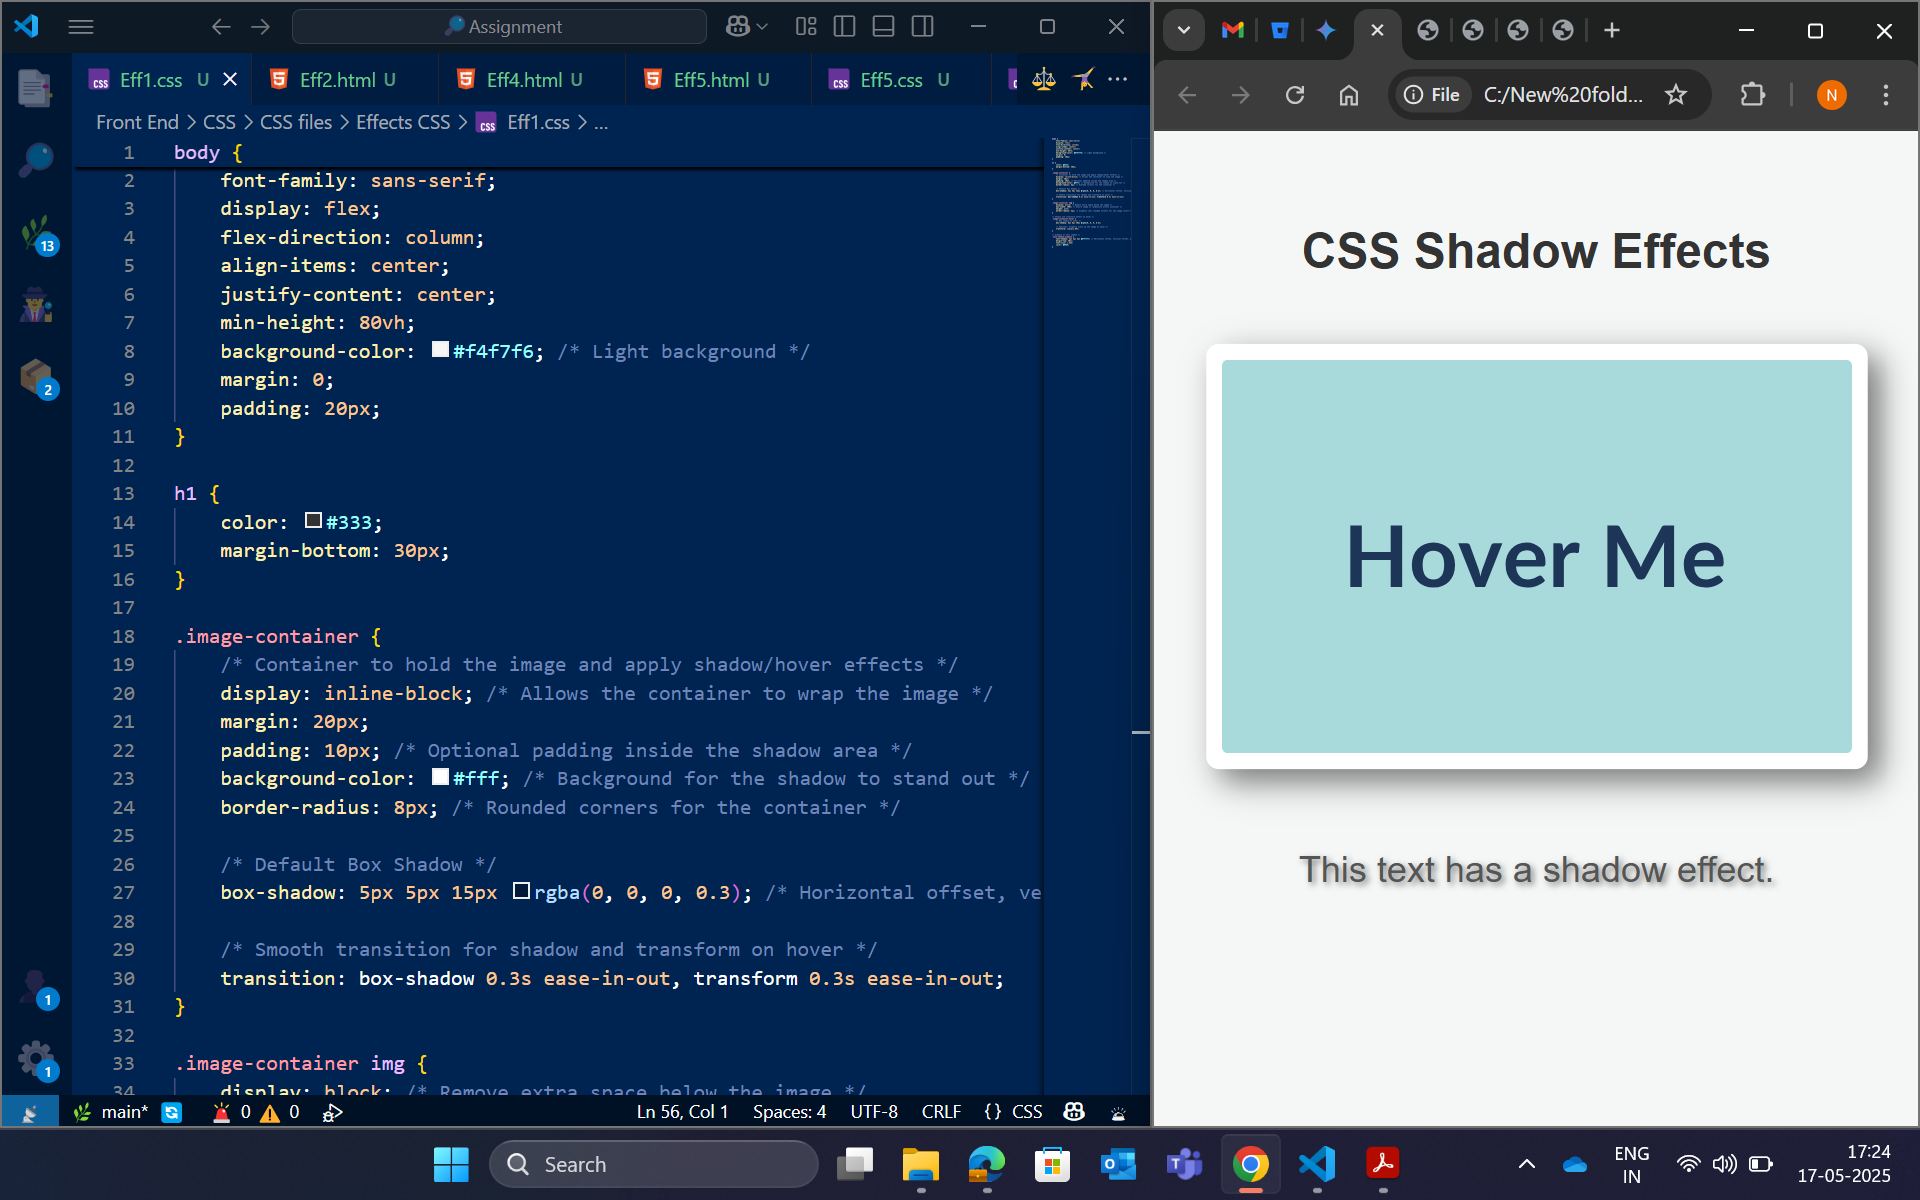 Assignment
Eff1.css U
Eff2.html U
Eff4.html U
Eff5.html U
Eff5.css U
Front End > CSS > CSS files > Effects CSS > Eff1.css > ...
1 body {
2 font-family: sans-serif;
3 display: flex;
4 flex-direction: column;
5 align-items: center;
6 justify-content: center;
7 min-height: 80vh;
8 background-color: #f4f7f6; /* Light background */
9 margin: 0;
10 padding: 20px;
11 }
12
13 h1 {
14 color: #333;
15 margin-bottom: 30px;
16 }
17
18 .image-container {
19 /* Container to hold the image and apply shadow/hover effects */
20 display: inline-block; /* Allows the container to wrap the image */
21 margin: 20px;
22 padding: 10px; /* Optional padding inside the shadow area */
23 background-color: #fff; /* Background for the shadow to stand out */
24 border-radius: 8px; /* Rounded corners for the container */
25
26 /* Default Box Shadow */
27 box-shadow: 5px 5px 15px rgba(0, 0, 0, 0.3); /* Horizontal offset, ve
28
29 /* Smooth transition for shadow and transform on hover */
30 transition: box-shadow 0.3s ease-in-out, transform 0.3s ease-in-out;
31 }
32
33 .image-container img {
34 display: block; /* Remove extra space below the image */
13
2
1
1
main* 0 0
Ln 56, Col 1 Spaces: 4 UTF-8 CRLF {} CSS
File C:/New%20fold...
N
CSS Shadow Effects
Hover Me
This text has a shadow effect.
Search
ENG
IN
17:24
17-05-2025